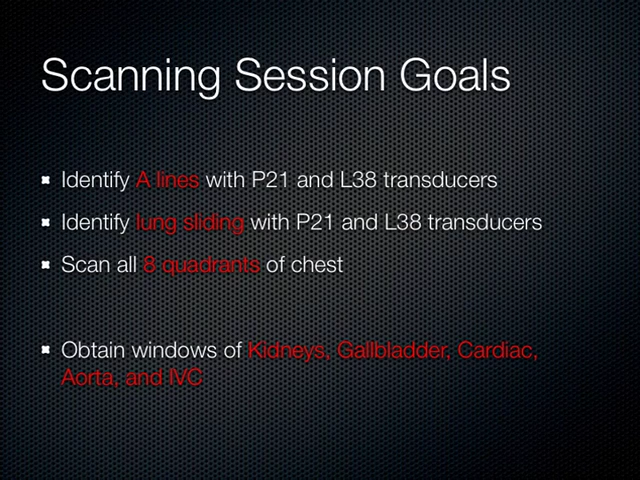 Scanning Session Goals
Identify A lines with P21 and L38 transducers
Identify lung sliding with P21 and L38 transducers
Scan all 8 quadrants of chest
Obtain windows of Kidneys, Gallbladder, Cardiac,
Aorta, and IVC